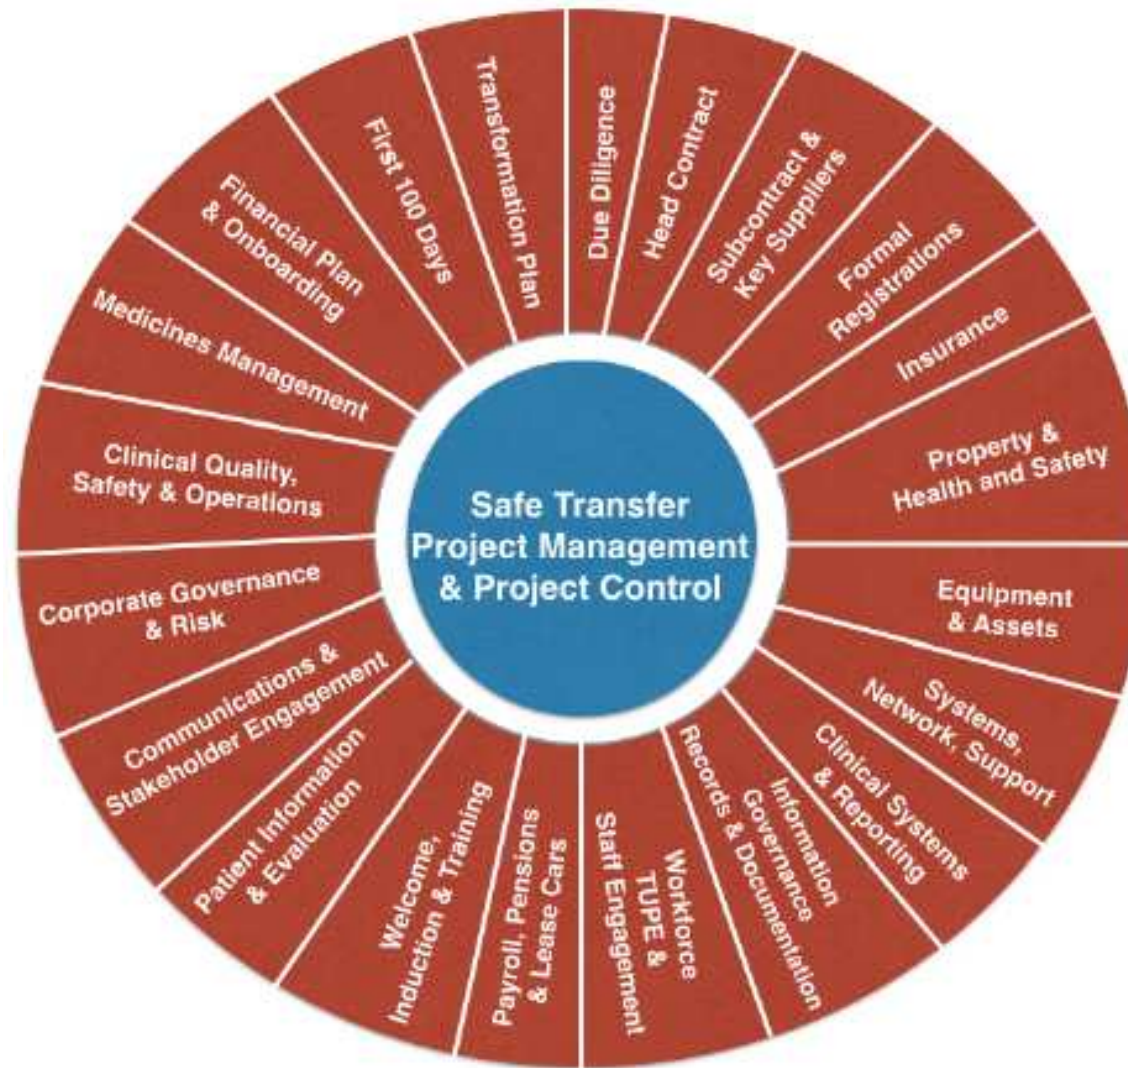 Safe Transfer
Project Management
& Project Control
Due Diligence
Head Contract
Subcontract &
Key Suppliers
Formal
Registrations
Insurance
Property &
Health and Safety
Equipment
& Assets
Systems,
Network, Support
Clinical Systems
& Reporting
Information
Governance
Records & Documentation
Workforce
TUPE &
Staff Engagement
Payroll, Pensions
& Lease Cars
Welcome,
Induction & Training
Patient Information
& Evaluation
Communications &
Stakeholder Engagement
Corporate Governance
& Risk
Clinical Quality,
Safety & Operations
Medicines Management
Financial Plan
& Onboarding
First 100 Days
Transformation Plan